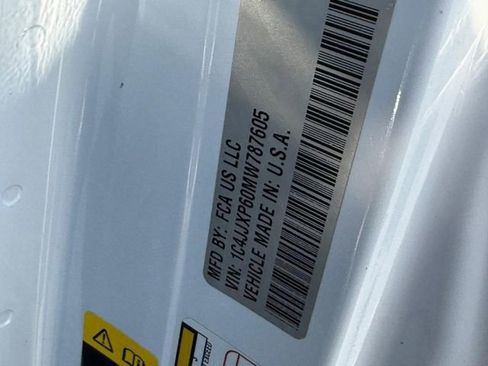 MFD BY: FCA US LLC
VIN: 1C4JJXP60MW787605
VEHICLE MADE IN: U.S.A.